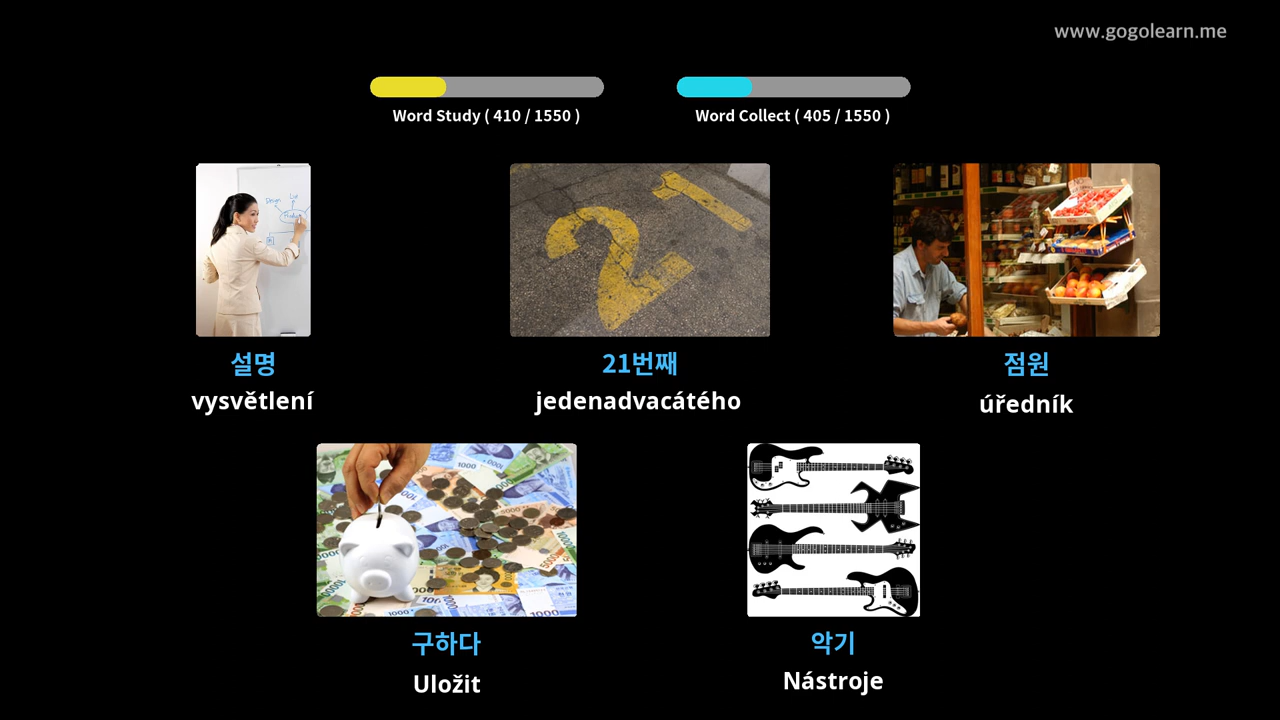 www.gogolearn.me
Word Study ( 410 / 1550 )
Word Collect ( 405 / 1550 )
21
설명
21번째
점원
vysvětlení
jedenadvacátého
úředník
구하다
악기
Uložit
Nástroje